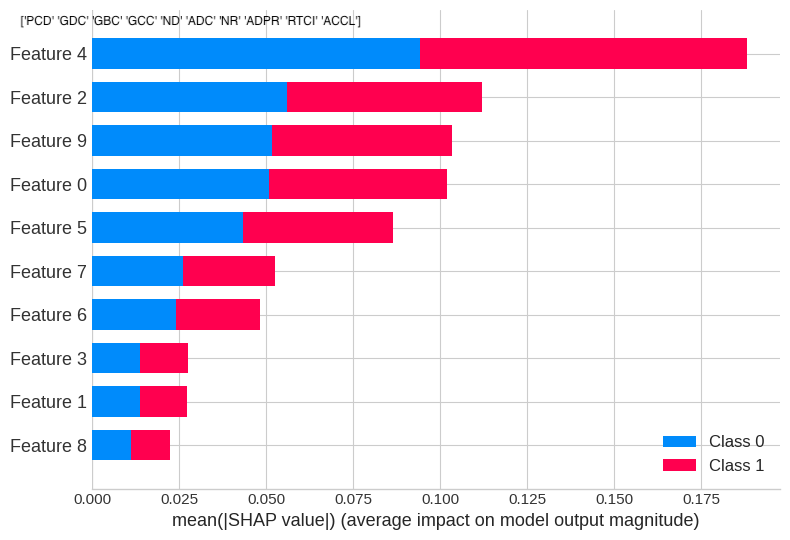 ['PCD' 'GDC' 'GBC' 'GCC' 'ND' 'ADC' 'NR' 'ADPR' 'RTCI' 'ACCL']
Feature 4
Feature 2
Feature 9
Feature 0
Feature 5
Feature 7
Feature 6
Feature 3
Feature 1
Feature 8
Class 0
Class 1
0.000 0.025 0.050 0.075 0.100 0.125 0.150 0.175
mean(|SHAP value|) (average impact on model output magnitude)